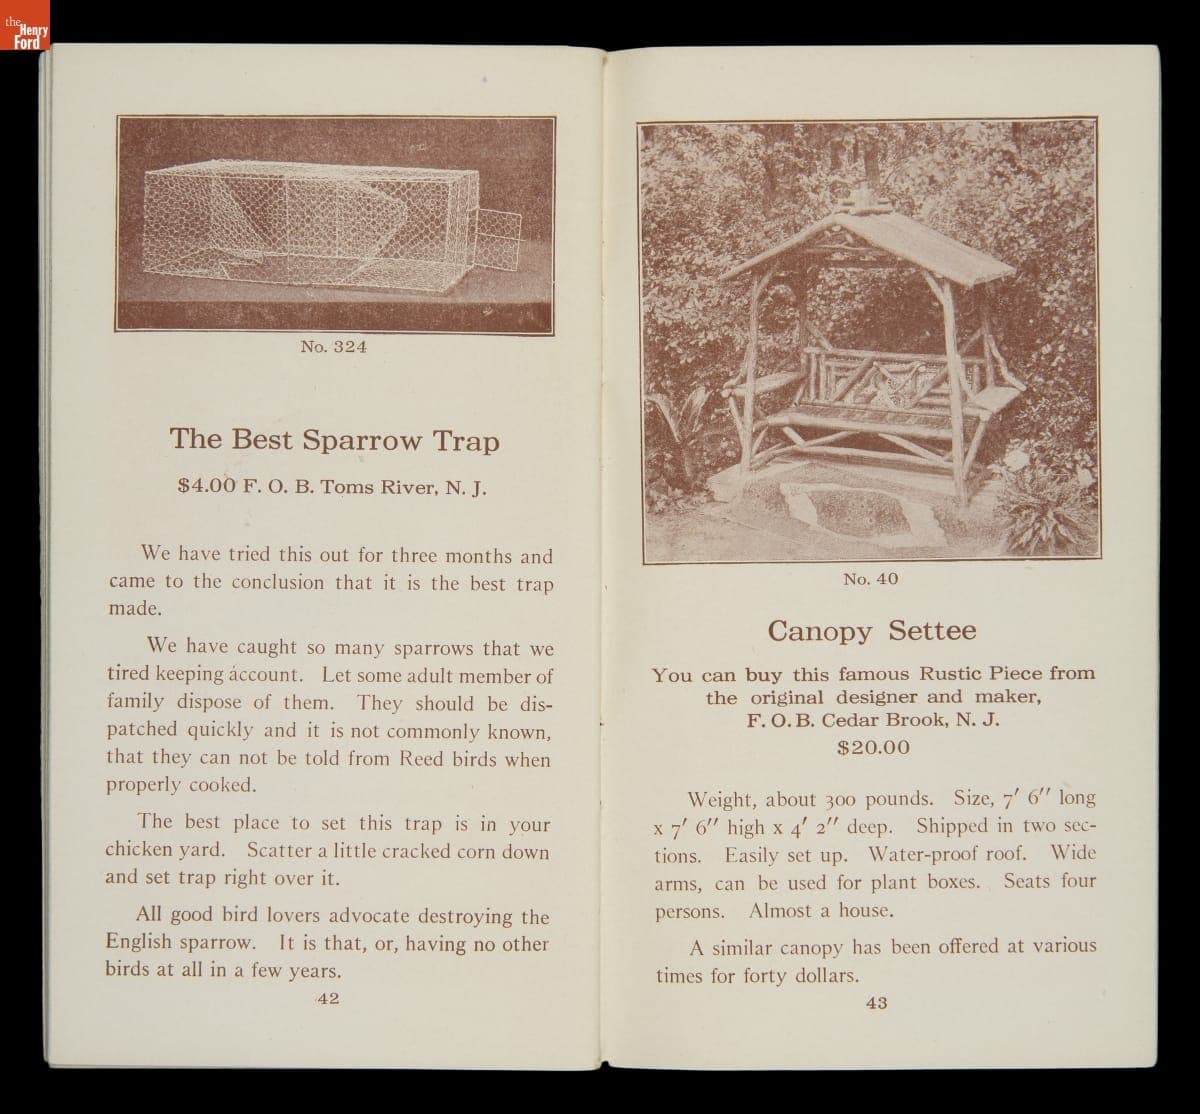 the
Henry
Ford
No. 324
The Best Sparrow Trap
$4.00 F. O. B. Toms River, N. J.
We have tried this out for three months and
came to the conclusion that it is the best trap
made.
We have caught so many sparrows that we
tired keeping account. Let some adult member of
family dispose of them. They should be dis-
patched quickly and it is not commonly known,
that they can not be told from Reed birds when
properly cooked.
The best place to set this trap is in your
chicken yard. Scatter a little cracked corn down
and set trap right over it.
All good bird lovers advocate destroying the
English sparrow. It is that, or, having no other
birds at all in a few years.
42
No. 40
Canopy Settee
You can buy this famous Rustic Piece from
the original designer and maker,
F. O. B. Cedar Brook, N. J.
$20.00
Weight, about 300 pounds. Size, 7′ 6″ long
x 7′ 6″ high x 4′ 2″ deep. Shipped in two sec-
tions. Easily set up. Water-proof roof. Wide
arms, can be used for plant boxes. Seats four
persons. Almost a house.
A similar canopy has been offered at various
times for forty dollars.
43